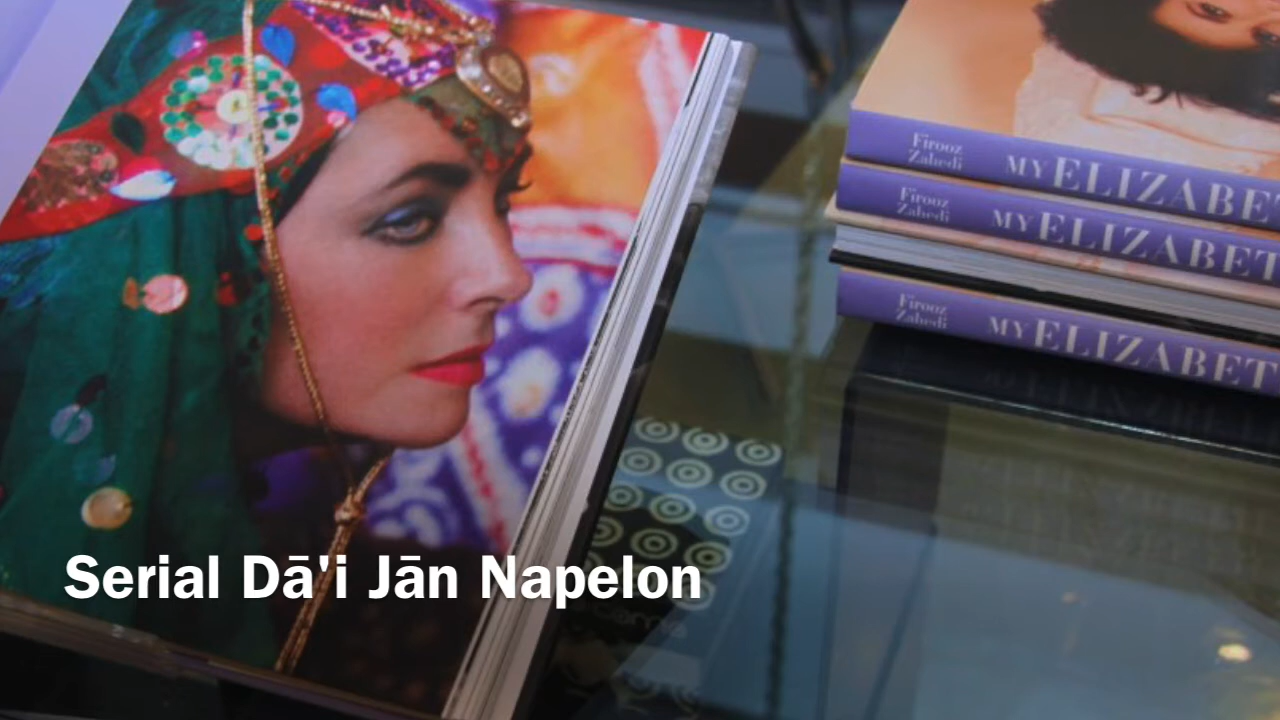 Firooz
Zahedi
MY ELIZABET
Firooz
Zahedi
MY ELIZABET
Firooz
Zahedi
MY ELIZABET
Serial Dā'i Jān Napelon